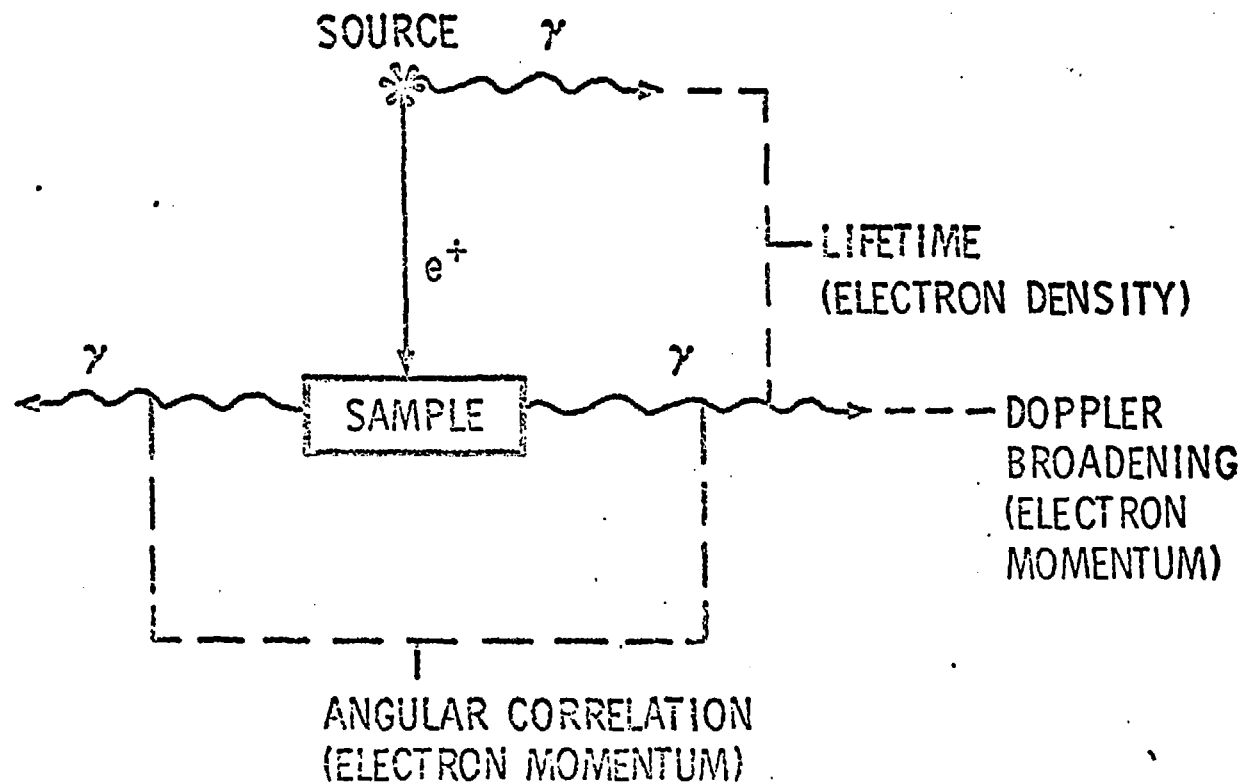 SOURCE γ
e+
LIFETIME
(ELECTRON DENSITY)
γ γ
SAMPLE
DOPPLER
BROADENING
(ELECTRON
MOMENTUM)
ANGULAR CORRELATION
(ELECTRON MOMENTUM)